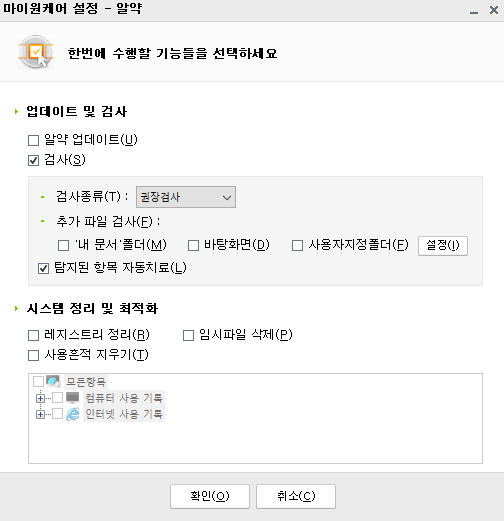 마이원케어 설정 - 알약
한번에 수행할 기능들을 선택하세요
업데이트 및 검사
알약 업데이트(U)
검사(S)
검사종류(T) : 권장검사
추가 파일 검사(F) :
'내 문서'폴더(M) 바탕화면(D) 사용자지정폴더(F) 설정(I)
탐지된 항목 자동치료(L)
시스템 정리 및 최적화
레지스트리 정리(R) 임시파일 삭제(P)
사용흔적 지우기(T)
모든항목
컴퓨터 사용 기록
인터넷 사용 기록
확인(O) 취소(C)